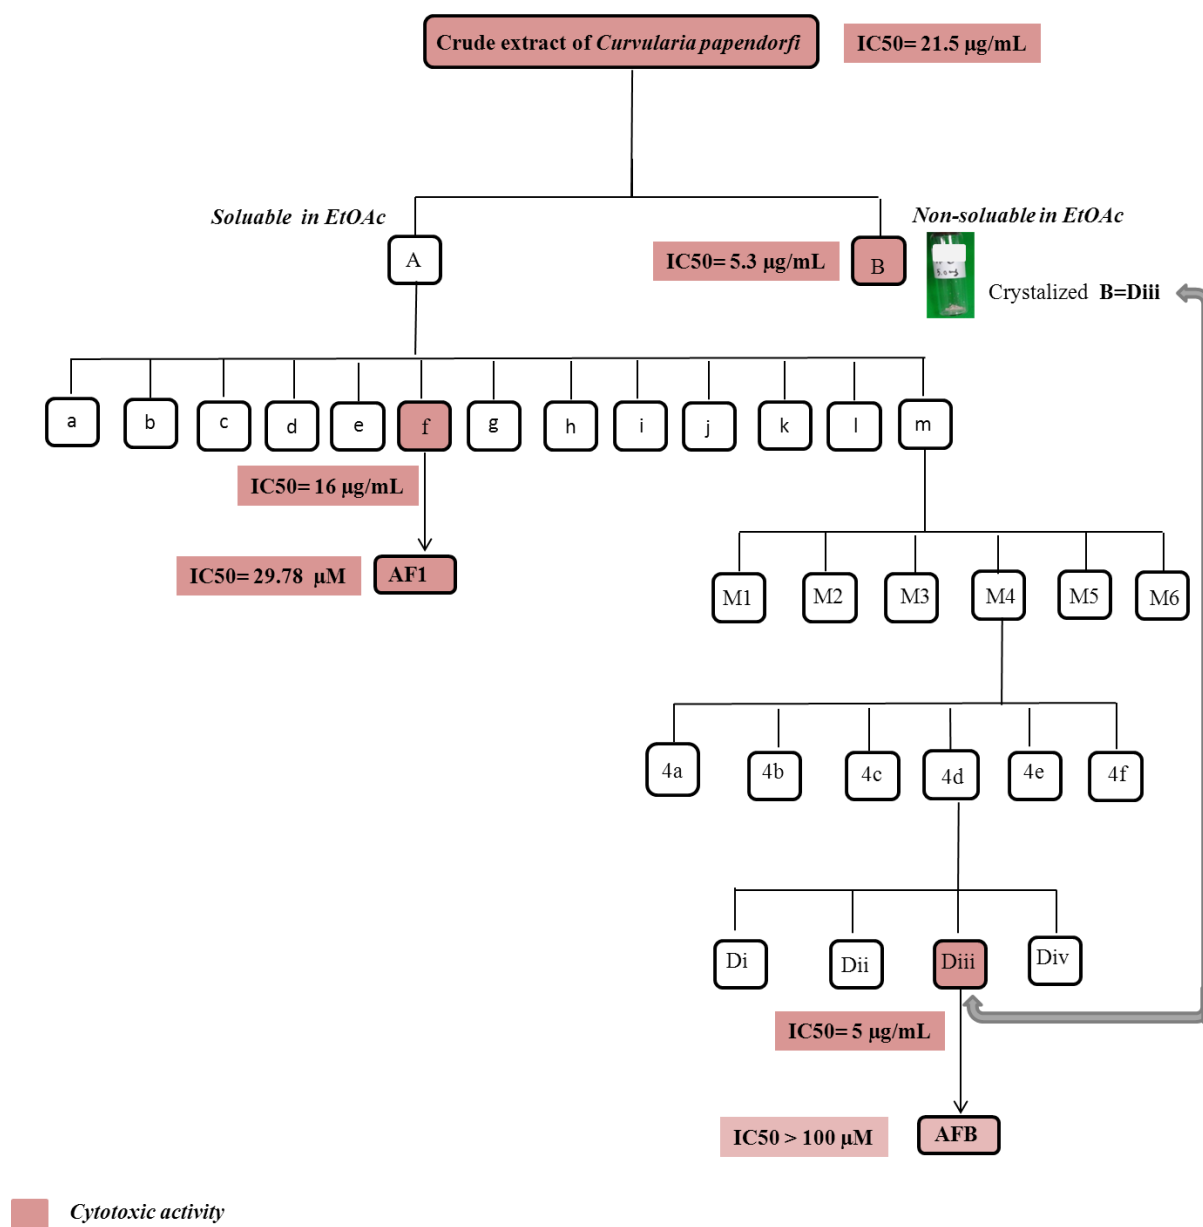 Crude extract of Curvularia papendorfi
IC50= 21.5 µg/mL
Soluable in EtOAc
Non-soluable in EtOAc
A
IC50= 5.3 µg/mL
B
Crystalized B=Diii
a
b
c
d
e
f
g
h
i
j
k
l
m
IC50= 16 µg/mL
IC50= 29.78 µM
AF1
M1
M2
M3
M4
M5
M6
4a
4b
4c
4d
4e
4f
Di
Dii
Diii
Div
IC50= 5 µg/mL
IC50 > 100 µM
AFB
Cytotoxic activity